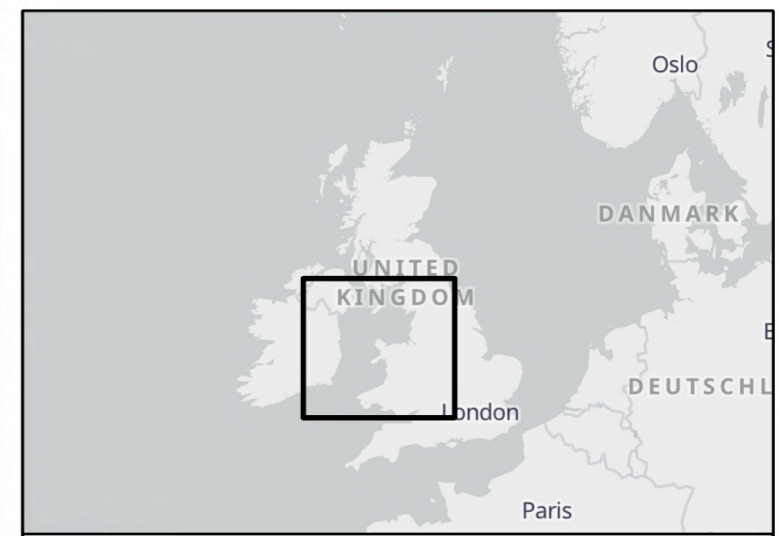 Oslo
DANMARK
UNITED
KINGDOM
DEUTSCHL
London
Paris